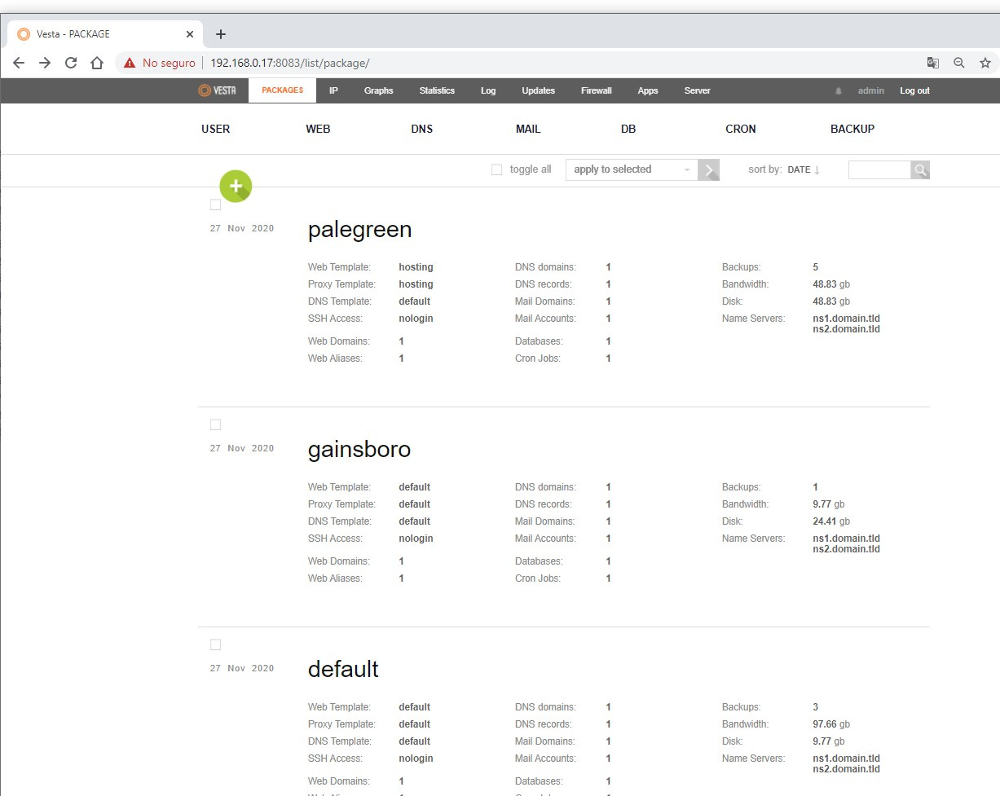 Vesta - PACKAGE
No seguro 192.168.0.17:8083/list/package/
VESTA PACKAGES IP Graphs Statistics Log Updates Firewall Apps Server admin Log out
USER WEB DNS MAIL DB CRON BACKUP
toggle all apply to selected sort by: DATE ↓
27 Nov 2020 palegreen
Web Template: hosting DNS domains: 1 Backups: 5
Proxy Template: hosting DNS records: 1 Bandwidth: 48.83 gb
DNS Template: default Mail Domains: 1 Disk: 48.83 gb
SSH Access: nologin Mail Accounts: 1 Name Servers: ns1.domain.tld
ns2.domain.tld
Web Domains: 1 Databases: 1
Web Aliases: 1 Cron Jobs: 1
27 Nov 2020 gainsboro
Web Template: default DNS domains: 1 Backups: 1
Proxy Template: default DNS records: 1 Bandwidth: 9.77 gb
DNS Template: default Mail Domains: 1 Disk: 24.41 gb
SSH Access: nologin Mail Accounts: 1 Name Servers: ns1.domain.tld
ns2.domain.tld
Web Domains: 1 Databases: 1
Web Aliases: 1 Cron Jobs: 1
27 Nov 2020 default
Web Template: default DNS domains: 1 Backups: 3
Proxy Template: default DNS records: 1 Bandwidth: 97.66 gb
DNS Template: default Mail Domains: 1 Disk: 9.77 gb
SSH Access: nologin Mail Accounts: 1 Name Servers: ns1.domain.tld
ns2.domain.tld
Web Domains: 1 Databases: 1